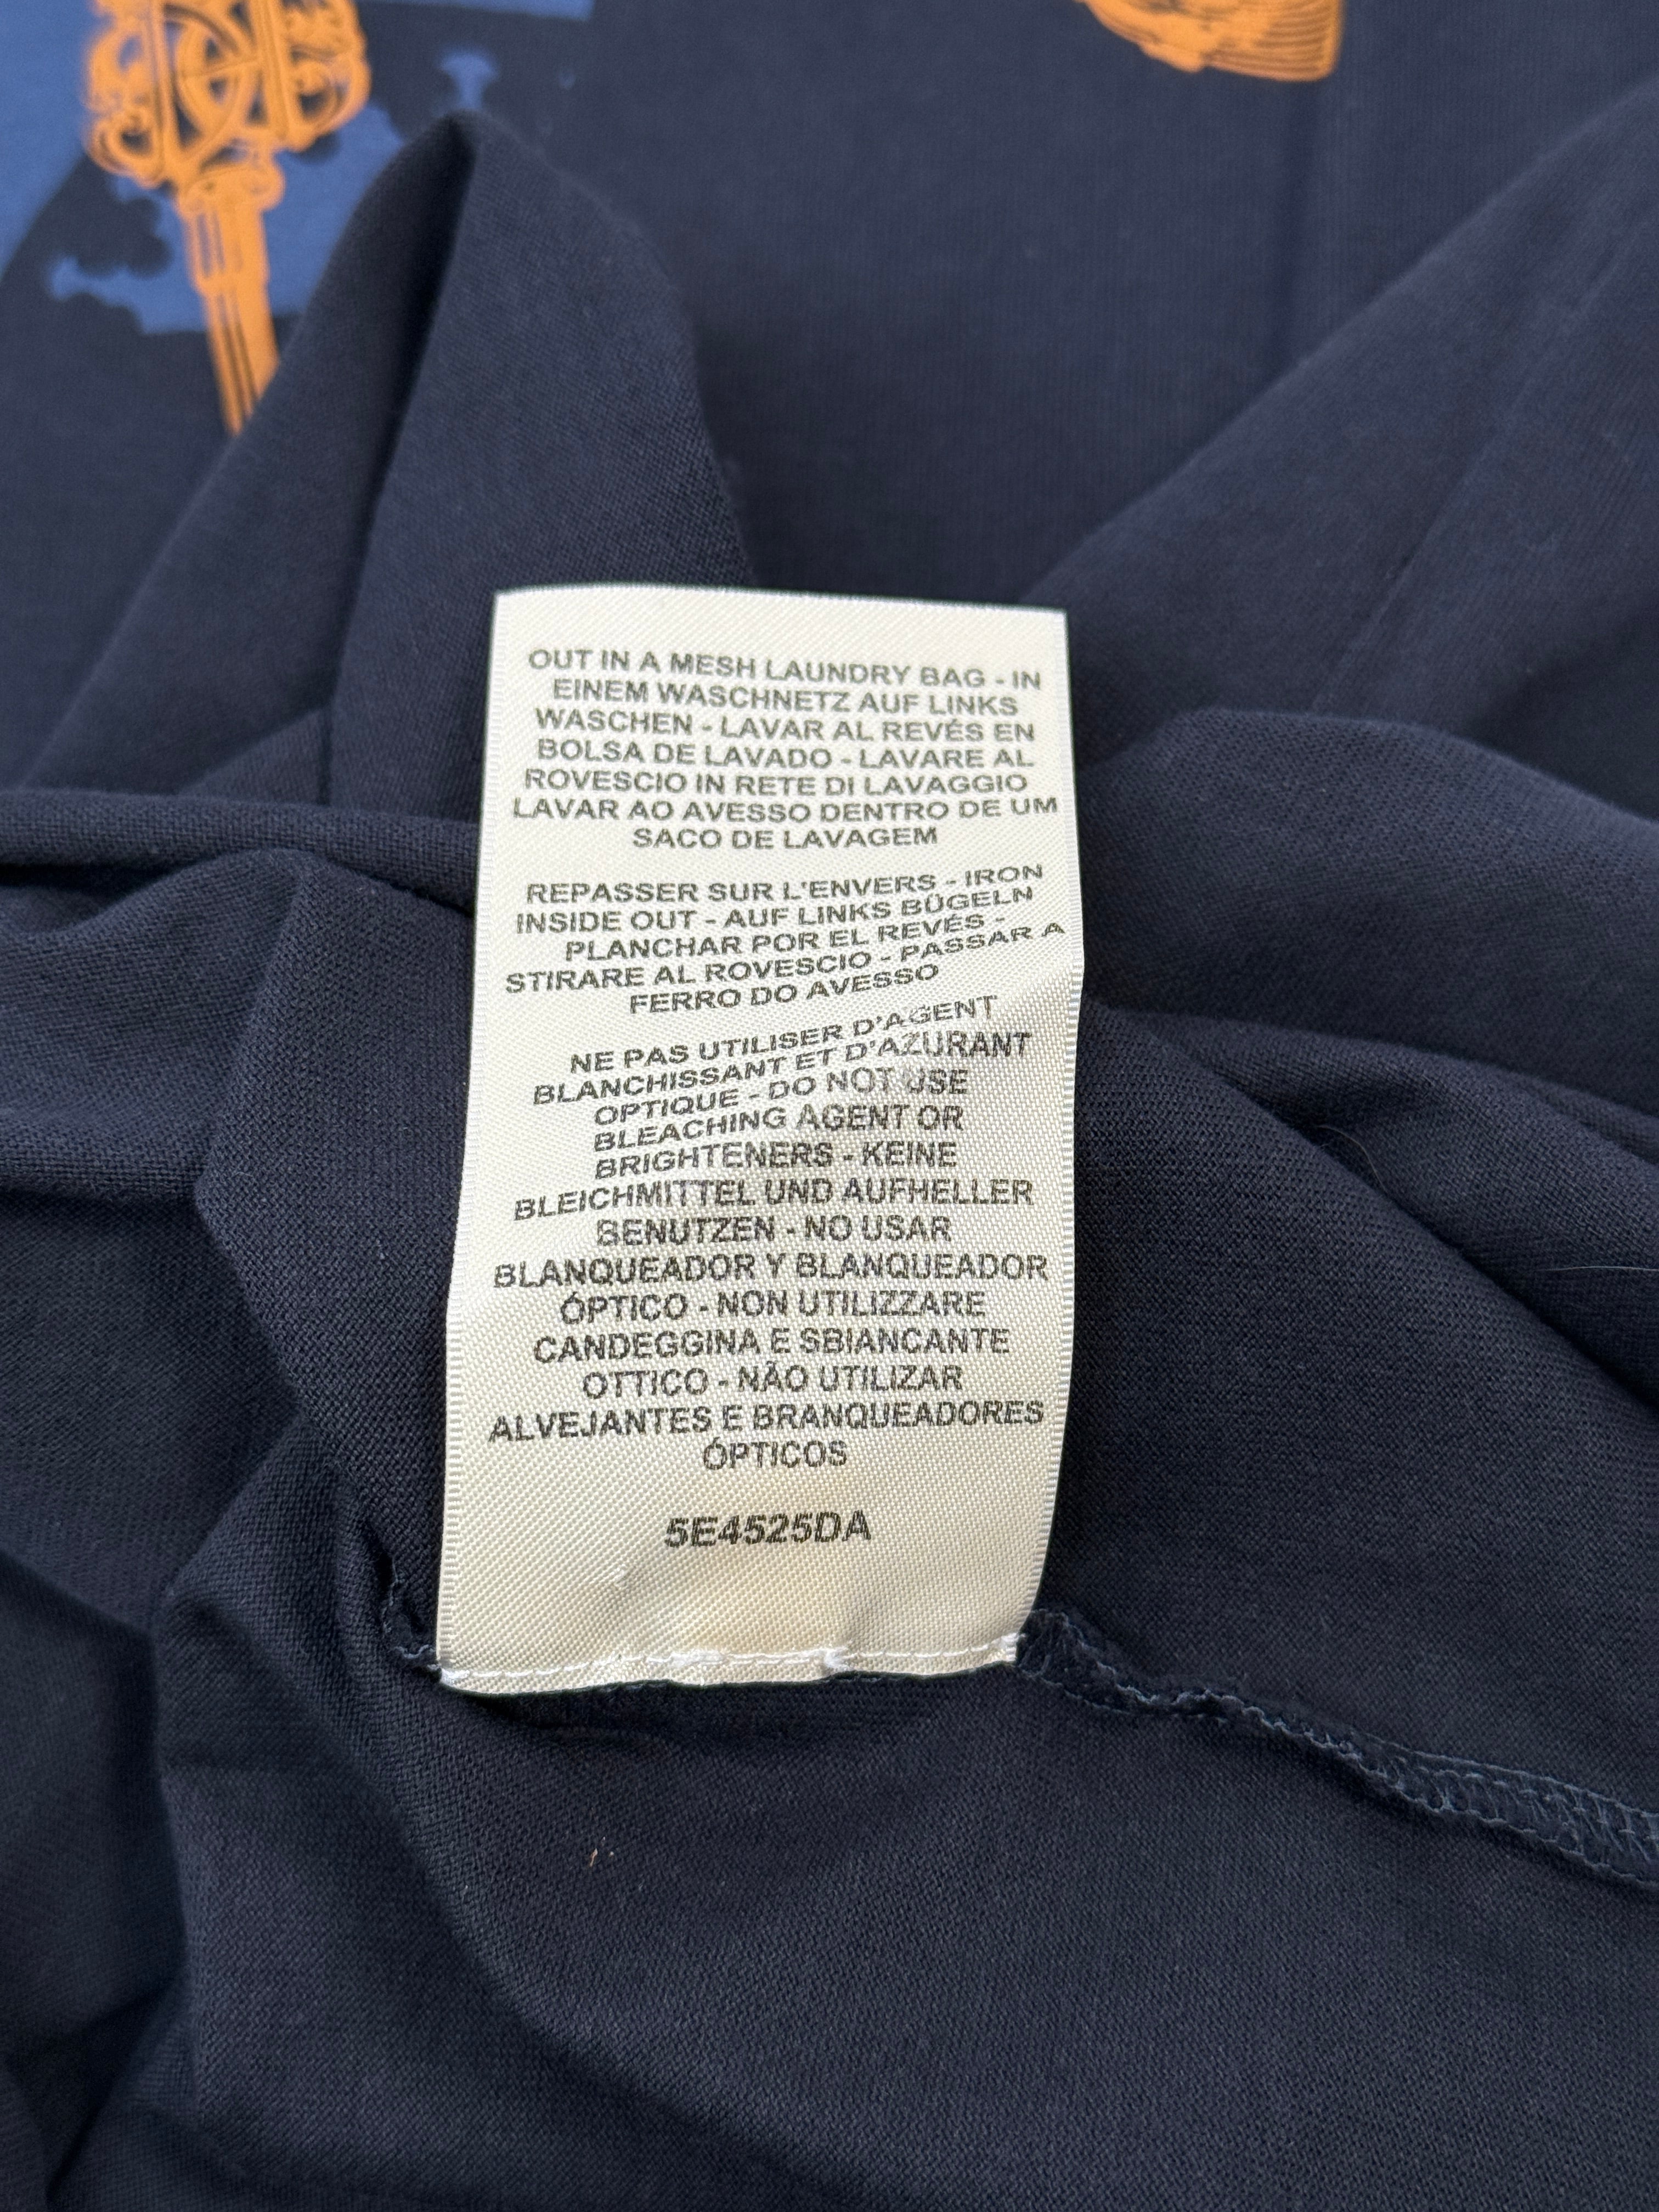 OUT IN A MESH LAUNDRY BAG - IN
EINEM WASCHNETZ AUF LINKS
WASCHEN - LAVAR AL REVÉS EN
BOLSA DE LAVADO - LAVARE AL
ROVESCIO IN RETE DI LAVAGGIO
LAVAR AO AVESSO DENTRO DE UM
SACO DE LAVAGEM
REPASSER SUR L'ENVERS - IRON
INSIDE OUT - AUF LINKS BÜGELN
PLANCHAR POR EL REVÉS -
STIRARE AL ROVESCIO - PASSAR A
FERRO DO AVESSO
NE PAS UTILISER D'AGENT
BLANCHISSANT ET D'AZURANT
OPTIQUE - DO NOT USE
BLEACHING AGENT OR
BRIGHTENERS - KEINE
BLEICHMITTEL UND AUFHELLER
BENUTZEN - NO USAR
BLANQUEADOR Y BLANQUEADOR
ÓPTICO - NON UTILIZZARE
CANDEGGINA E SBIANCANTE
OTTICO - NÃO UTILIZAR
ALVEJANTES E BRANQUEADORES
ÓPTICOS
5E4525DA